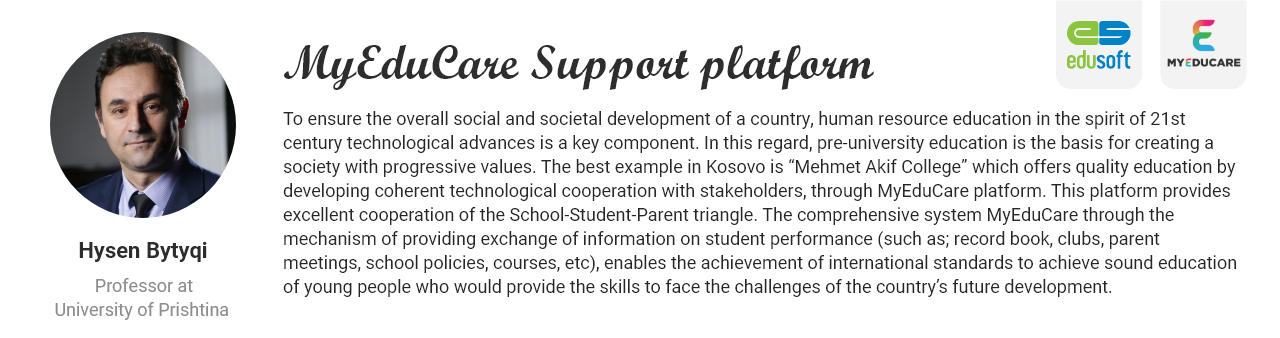 MyEduCare Support platform
edusoft
MYEDUCARE
To ensure the overall social and societal development of a country, human resource education in the spirit of 21st
century technological advances is a key component. In this regard, pre-university education is the basis for creating a
society with progressive values. The best example in Kosovo is “Mehmet Akif College” which offers quality education by
developing coherent technological cooperation with stakeholders, through MyEduCare platform. This platform provides
excellent cooperation of the School-Student-Parent triangle. The comprehensive system MyEduCare through the
mechanism of providing exchange of information on student performance (such as; record book, clubs, parent
meetings, school policies, courses, etc), enables the achievement of international standards to achieve sound education
of young people who would provide the skills to face the challenges of the country’s future development.
Hysen Bytyqi
Professor at
University of Prishtina